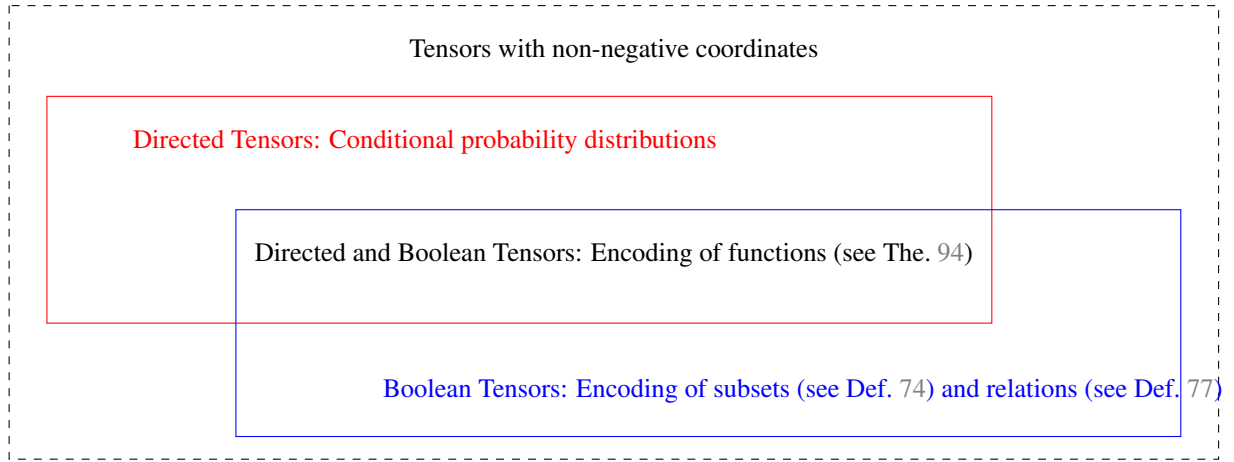 Tensors with non-negative coordinates
Directed Tensors: Conditional probability distributions
Directed and Boolean Tensors: Encoding of functions (see The. 94)
Boolean Tensors: Encoding of subsets (see Def. 74) and relations (see Def. 77)